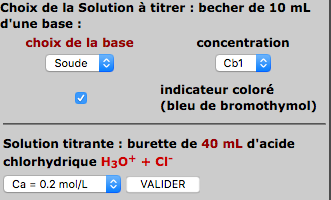 Choix de la Solution à titrer : becher de 10 mL
d'une base :
choix de la base concentration
Soude Cb1
indicateur coloré
(bleu de bromothymol)
Solution titrante : burette de 40 mL d'acide
chlorhydrique H3O+ + Cl-
Ca = 0.2 mol/L VALIDER